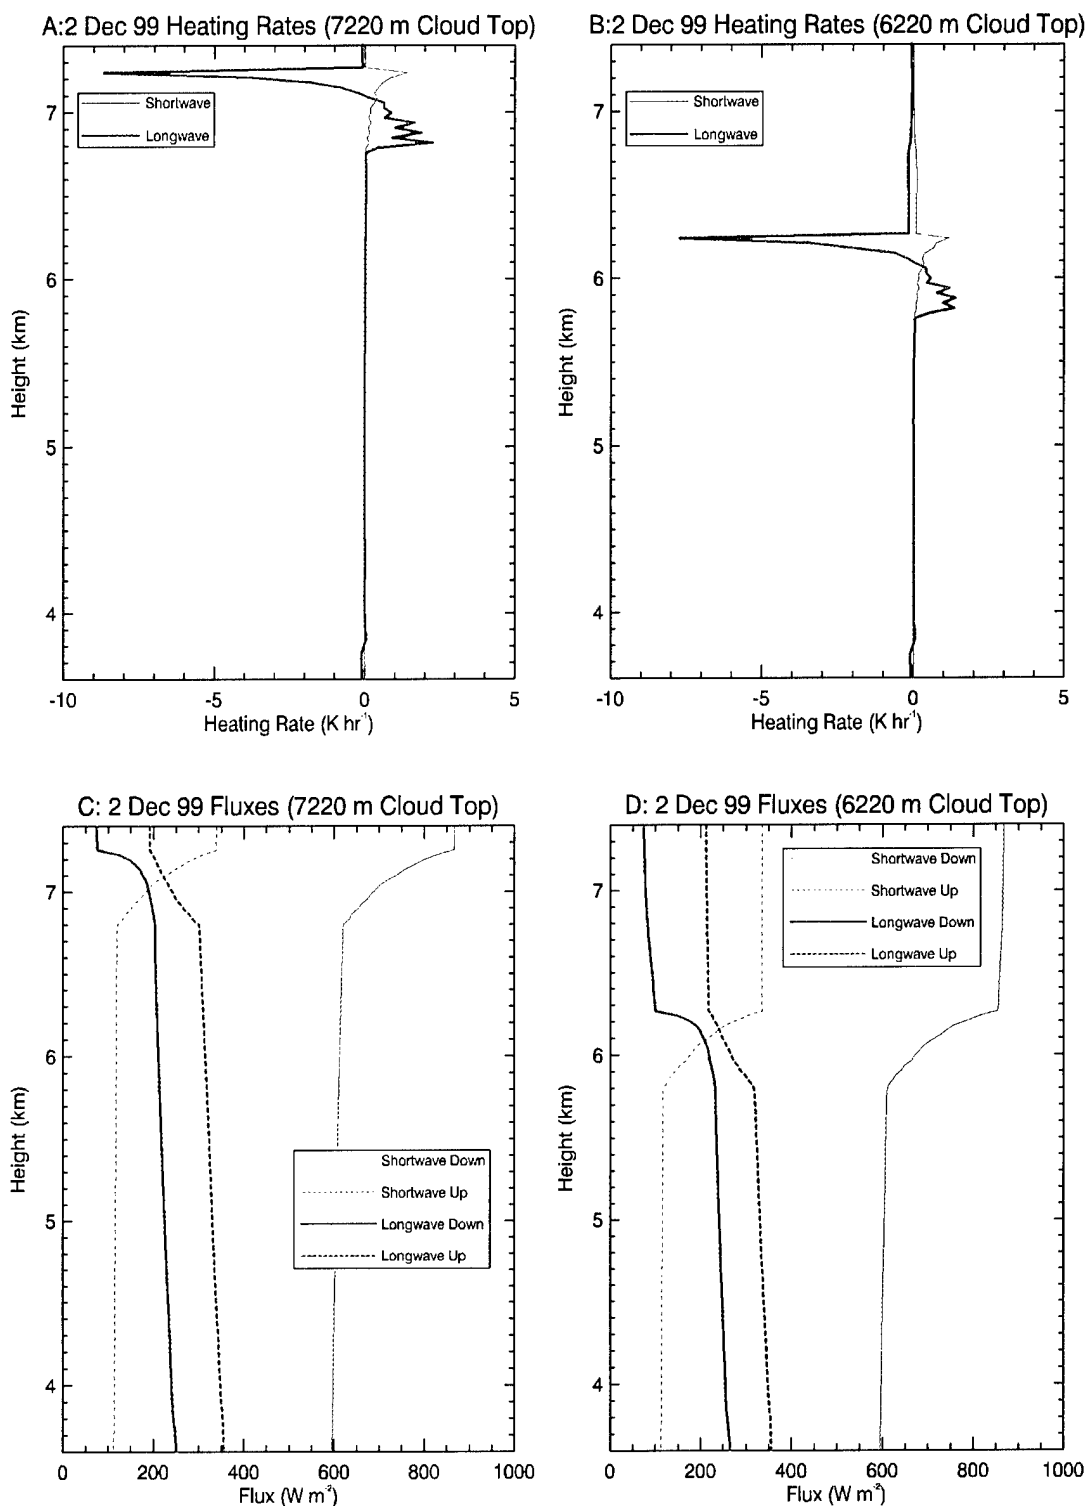 A:2 Dec 99 Heating Rates (7220 m Cloud Top)
7
6
5
4
Height (km)
Shortwave
Longwave
-10
-5
0
5
Heating Rate (K hr⁻¹)
B:2 Dec 99 Heating Rates (6220 m Cloud Top)
7
6
5
4
Height (km)
Shortwave
Longwave
-10
-5
0
5
Heating Rate (K hr⁻¹)
C: 2 Dec 99 Fluxes (7220 m Cloud Top)
7
6
5
4
Height (km)
Shortwave Down
Shortwave Up
Longwave Down
Longwave Up
0
200
400
600
800
1000
Flux (W m⁻²)
D: 2 Dec 99 Fluxes (6220 m Cloud Top)
7
6
5
4
Height (km)
Shortwave Down
Shortwave Up
Longwave Down
Longwave Up
0
200
400
600
800
1000
Flux (W m⁻²)